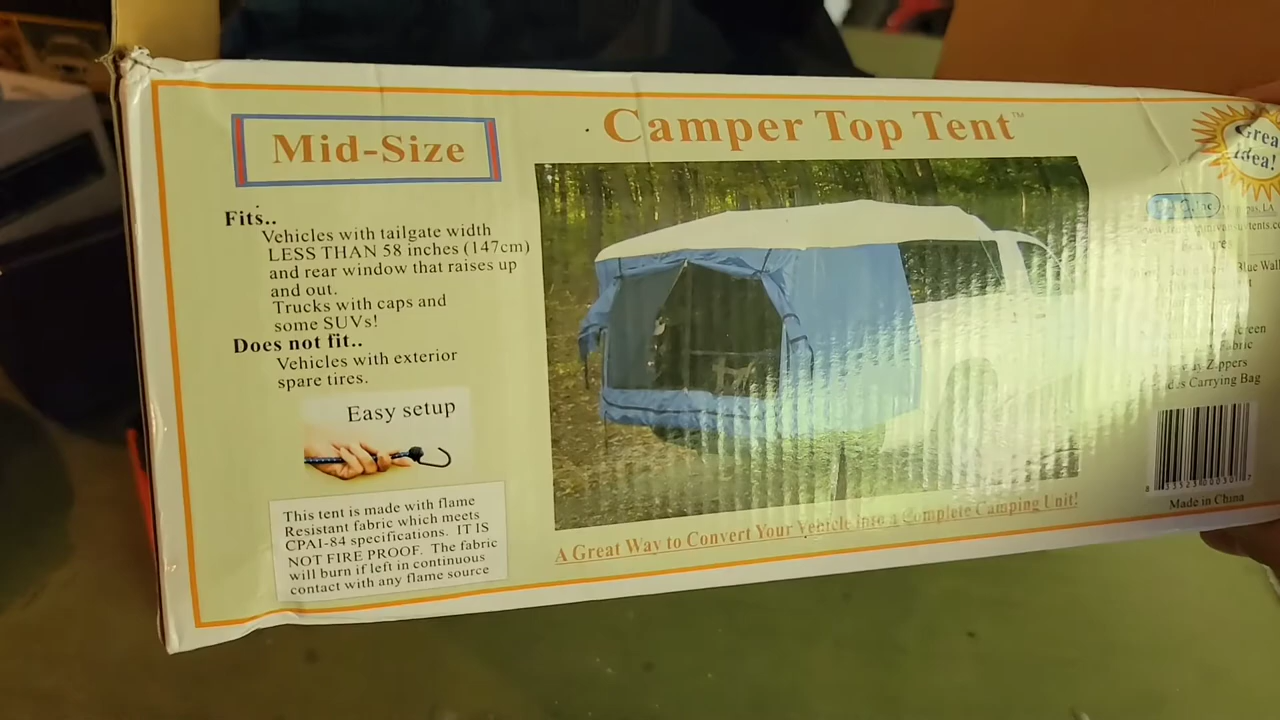 Mid-Size
Camper Top Tent™
Fits..
Vehicles with tailgate width
LESS THAN 58 inches (147cm)
and rear window that raises up
and out.
Trucks with caps and
some SUVs!
Does not fit..
Vehicles with exterior
spare tires.
Easy setup
This tent is made with flame
Resistant fabric which meets
CPAI-84 specifications. IT IS
NOT FIRE PROOF. The fabric
will burn if left in continuous
contact with any flame source
A Great Way to Convert Your Vehicle into a Complete Camping Unit!
Idea!
Blue Wall
Fabric
Zippers
Carrying Bag
Made in China